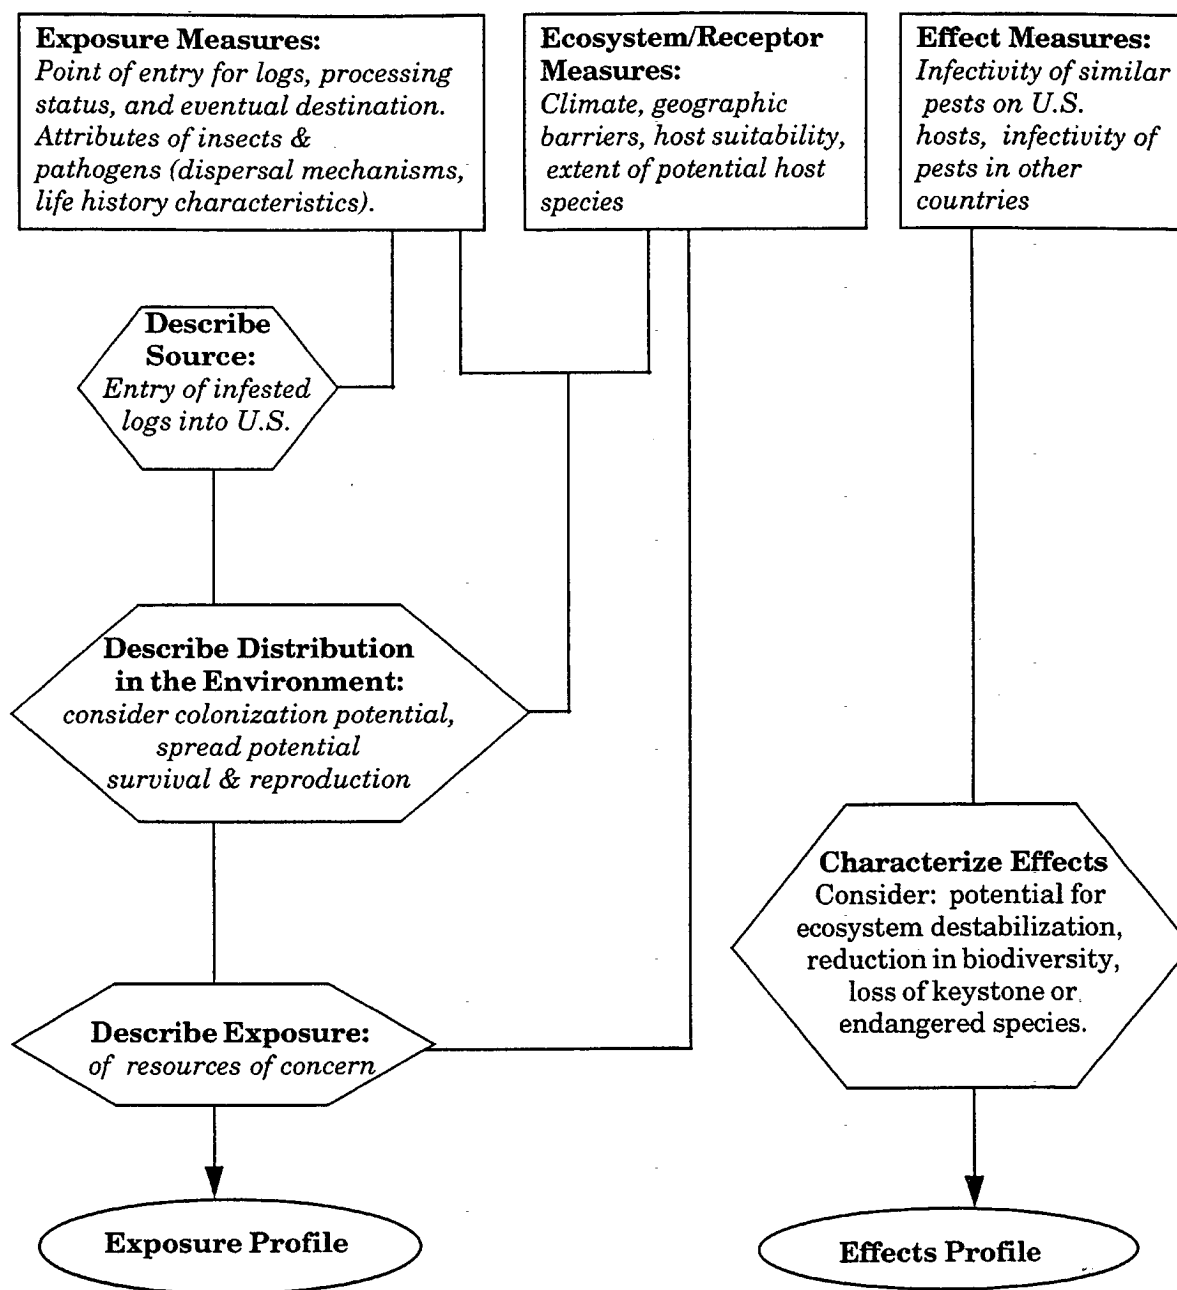 Exposure Measures:
Point of entry for logs, processing
status, and eventual destination.
Attributes of insects &
pathogens (dispersal mechanisms,
life history characteristics).
Ecosystem/Receptor
Measures:
Climate, geographic
barriers, host suitability,
extent of potential host
species
Effect Measures:
Infectivity of similar
pests on U.S.
hosts, infectivity of
pests in other
countries
Describe
Source:
Entry of infested
logs into U.S.
Describe Distribution
in the Environment:
consider colonization potential,
spread potential
survival & reproduction
Characterize Effects
Consider: potential for
ecosystem destabilization,
reduction in biodiversity,
loss of keystone or
endangered species.
Describe Exposure:
of resources of concern
Exposure Profile
Effects Profile